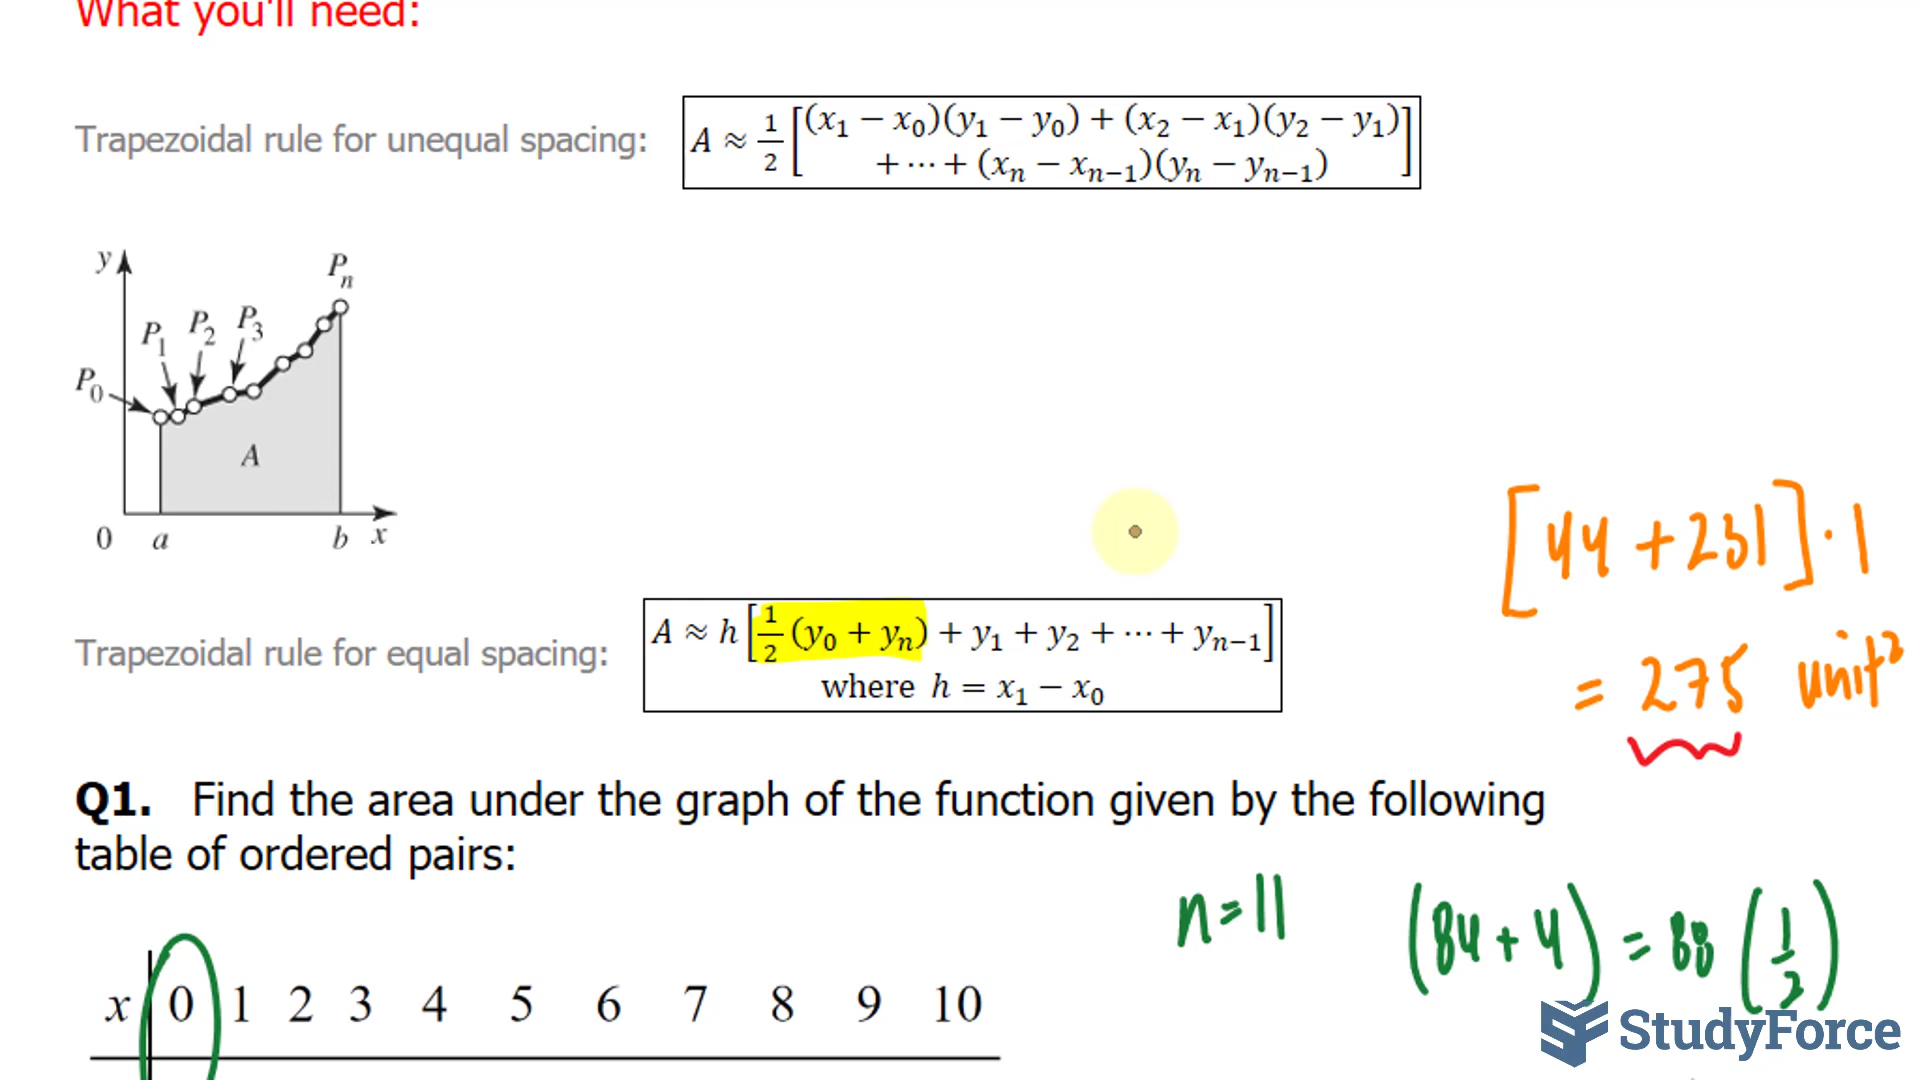 What you'll need:
Trapezoidal rule for unequal spacing:
A ≈ 1/2 [(x₁ − x₀)(y₁ − y₀) + (x₂ − x₁)(y₂ − y₁)
+ ⋯ + (xₙ − xₙ₋₁)(yₙ − yₙ₋₁)]
y
Pₙ
P₁ P₂ P₃
P₀
A
0 a b x
[44 + 231] · 1
= 275 unit²
Trapezoidal rule for equal spacing:
A ≈ h [1/2 (y₀ + yₙ) + y₁ + y₂ + ⋯ + yₙ₋₁]
where h = x₁ − x₀
Q1. Find the area under the graph of the function given by the following
table of ordered pairs:
n = 11
(84 + 4) = 88 (1/2)
x 0 1 2 3 4 5 6 7 8 9 10
StudyForce